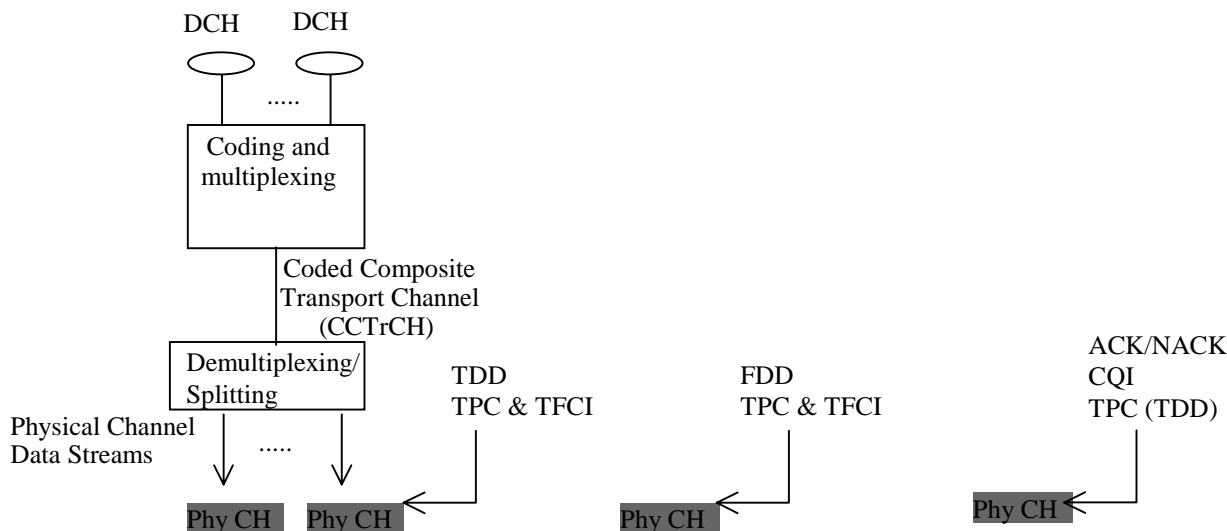 DCH DCH
.....
Coding and
multiplexing
Coded Composite
Transport Channel
(CCTrCH)
Demultiplexing/
Splitting
Physical Channel
Data Streams
.....
TDD
TPC & TFCI
FDD
TPC & TFCI
ACK/NACK
CQI
TPC (TDD)
Phy CH Phy CH Phy CH Phy CH